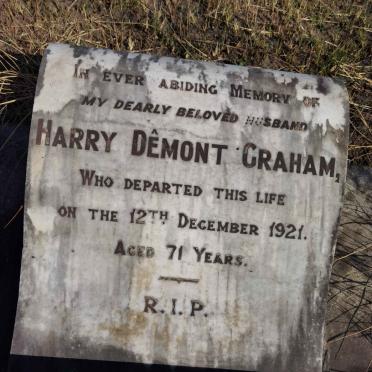 In ever abiding Memory of
my dearly beloved husband
Harry Dêmont Graham,
Who departed this life
on the 12th December 1921.
Aged 71 Years.
R.I.P.